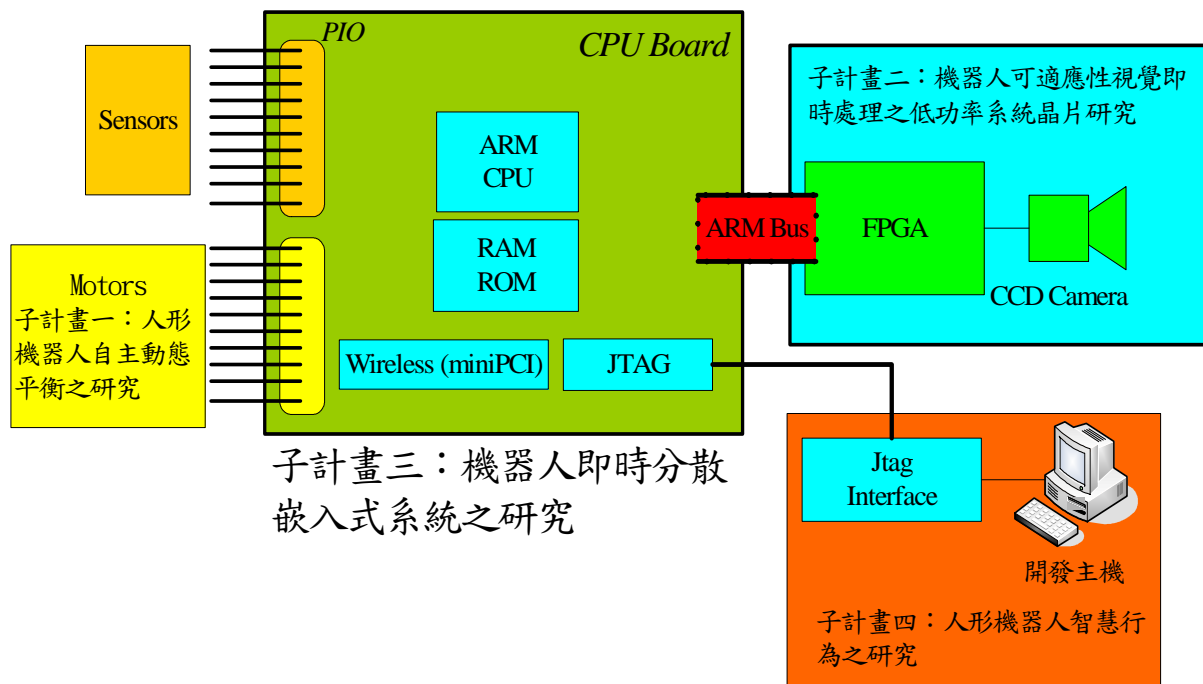 PIO
CPU Board
Sensors
ARM
CPU
RAM
ROM
Wireless (miniPCI)
JTAG
Motors
子計畫一：人形
機器人自主動態
平衡之研究
子計畫三：機器人即時分散
嵌入式系統之研究
ARM Bus
子計畫二：機器人可適應性視覺即
時處理之低功率系統晶片研究
FPGA
CCD Camera
Jtag
Interface
開發主機
子計畫四：人形機器人智慧行
為之研究